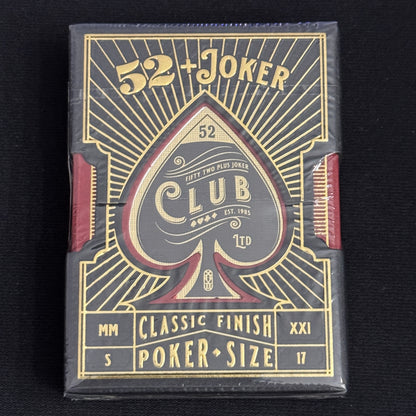 52+JOKER
52
FIFTY TWO PLUS JOKER
CLUB
EST. 1985
LTD
MM CLASSIC FINISH XXI
S POKER SIZE 17